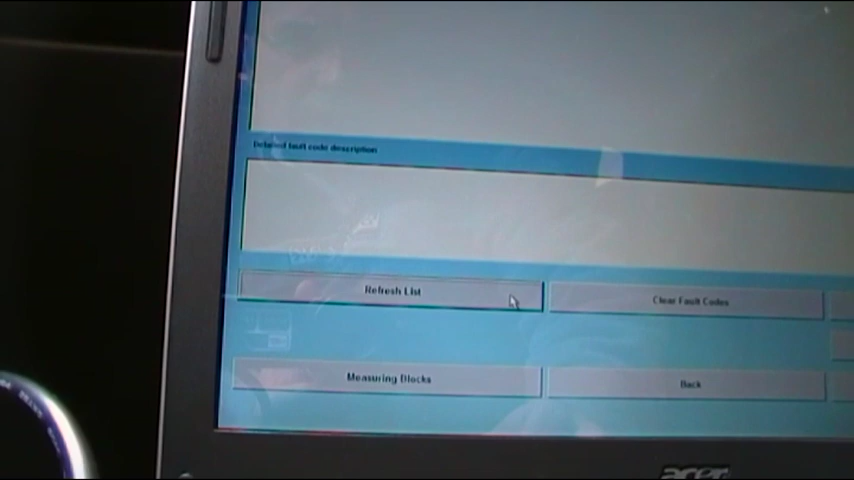 Detailed fault code description
Refresh List
Clear Fault Codes
Measuring Blocks
Back
acer